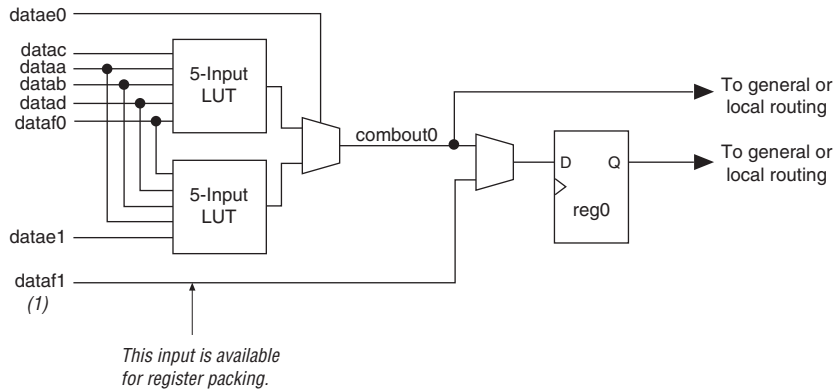 datae0
datac
dataa
datab
datad
dataf0
5-Input
LUT
combout0
To general or
local routing
D Q
reg0
To general or
local routing
5-Input
LUT
datae1
dataf1
(1)
This input is available
for register packing.